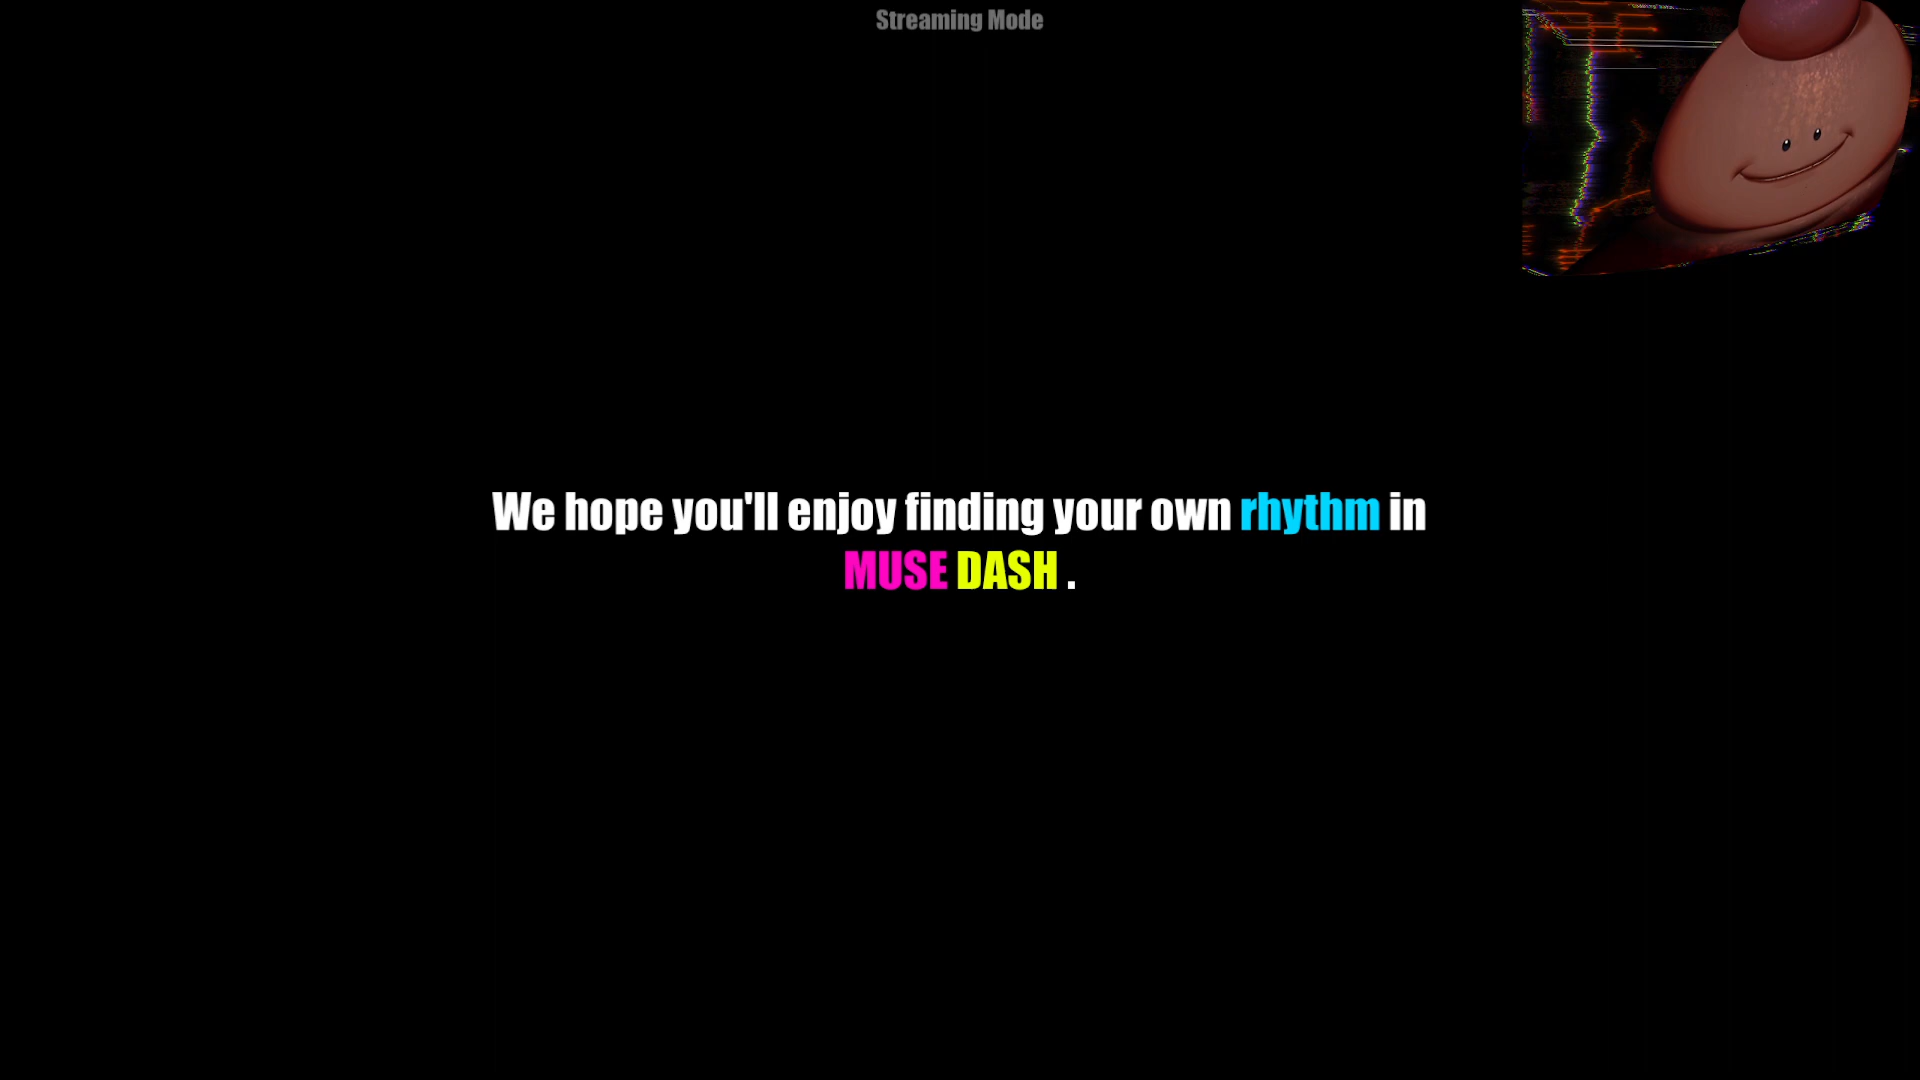 Streaming Mode
We hope you'll enjoy finding your own rhythm in
MUSE DASH .